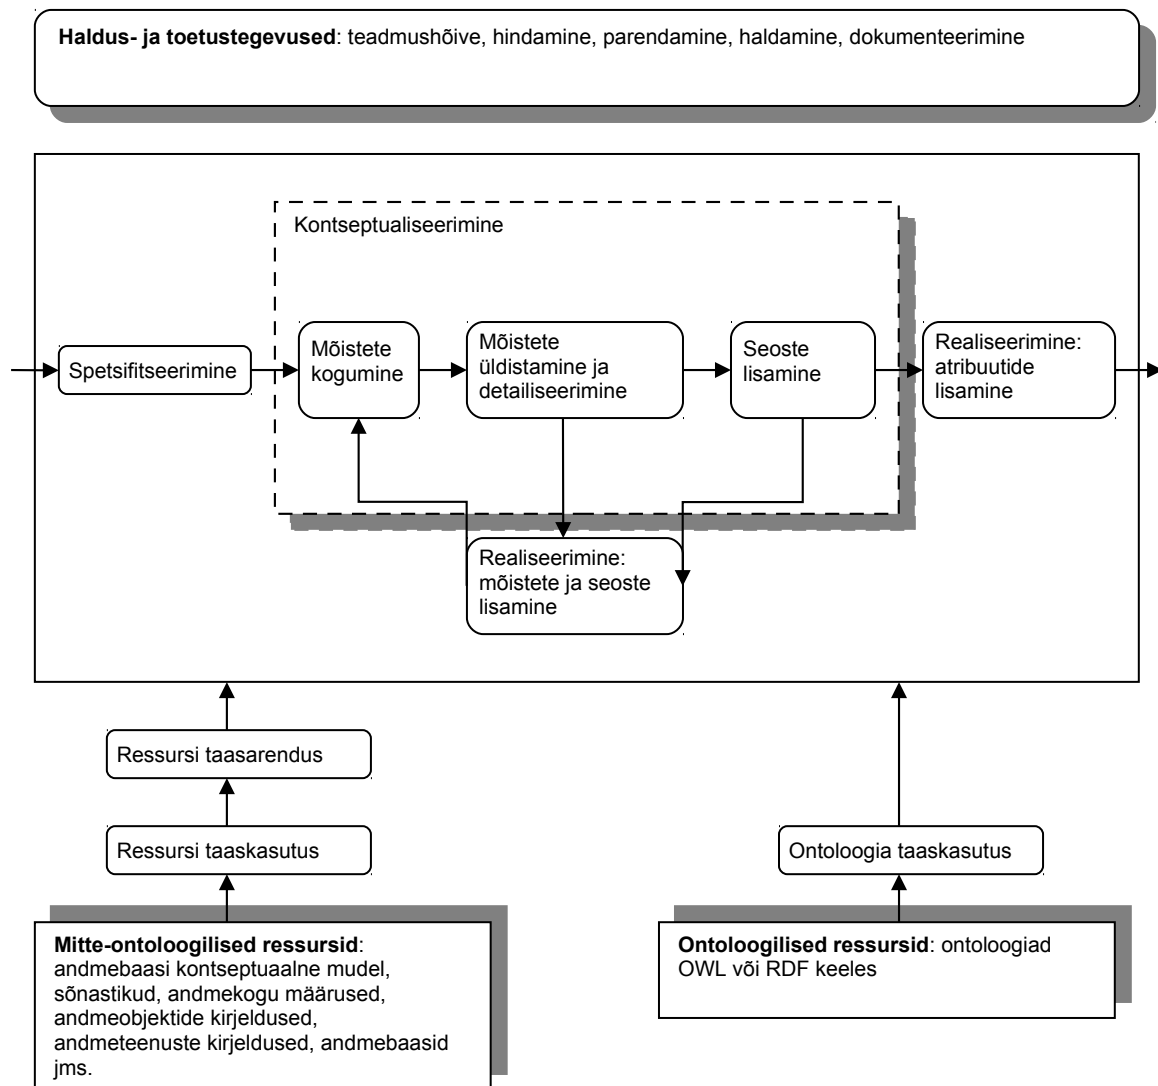 Haldus- ja toetustegevused: teadmushõive, hindamine, parendamine, haldamine, dokumenteerimine
Kontseptualiseerimine
Spetsifitseerimine
Mõistete
kogumine
Mõistete
üldistamine ja
detailiseerimine
Seoste
lisamine
Realiseerimine:
atribuutide
lisamine
Realiseerimine:
mõistete ja seoste
lisamine
Ressursi taasarendus
Ressursi taaskasutus
Ontoloogia taaskasutus
Mitte-ontoloogilised ressursid:
andmebaasi kontseptuaalne mudel,
sõnastikud, andmekogu määrused,
andmeobjektide kirjeldused,
andmeteenuste kirjeldused, andmebaasid
jms.
Ontoloogilised ressursid: ontoloogiad
OWL või RDF keeles